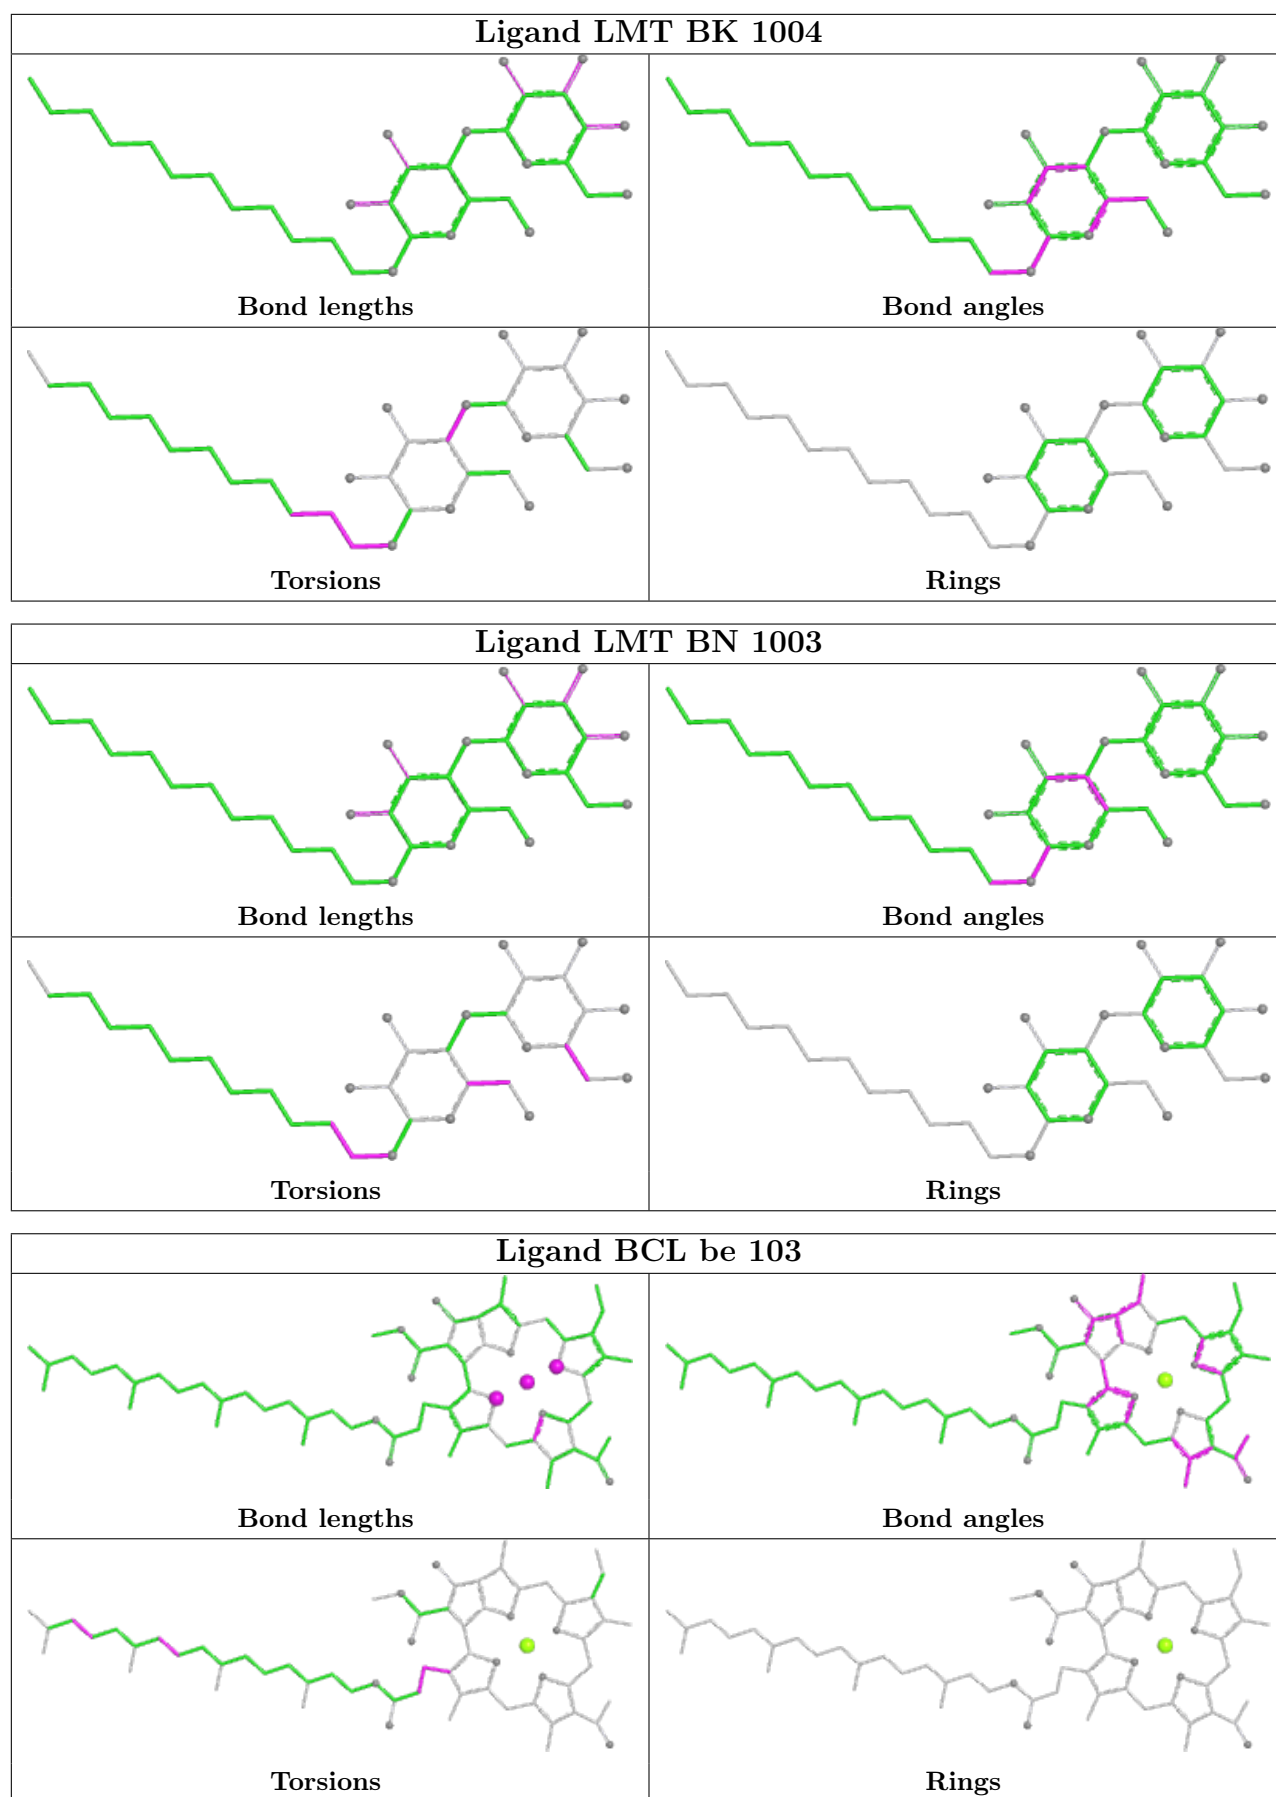 Ligand LMT BK 1004
Bond lengths
Bond angles
Torsions
Rings
Ligand LMT BN 1003
Bond lengths
Bond angles
Torsions
Rings
Ligand BCL be 103
Bond lengths
Bond angles
Torsions
Rings